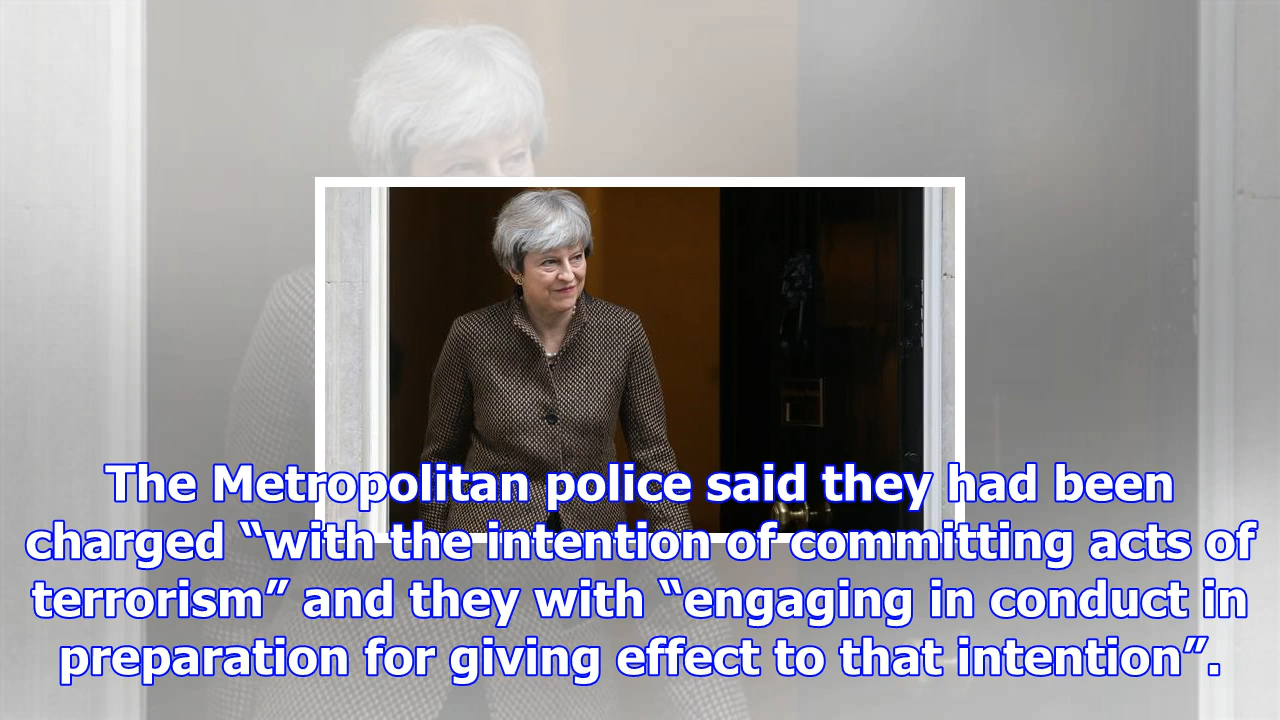 The Metropolitan police said they had been
charged “with the intention of committing acts of
terrorism” and they with “engaging in conduct in
preparation for giving effect to that intention”.